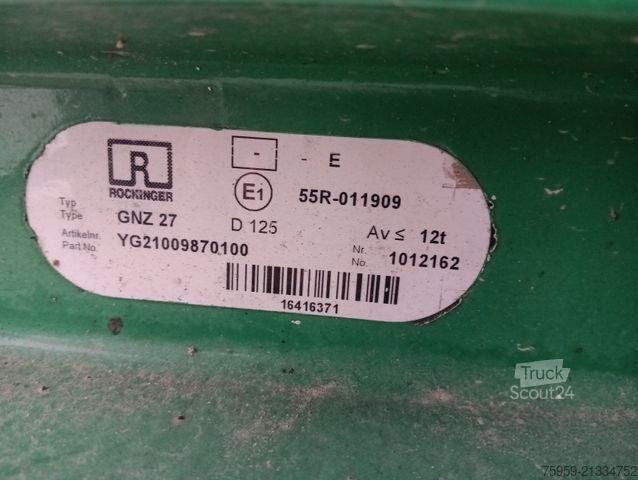 R
ROCKINGER
- - E
E1 55R-011909
Typ
Type GNZ 27 D 125 Av ≤ 12t
Artikelnr.
Part No. YG21009870100 Nr.
No. 1012162
16416371
Truck
Scout24
75959-21334752